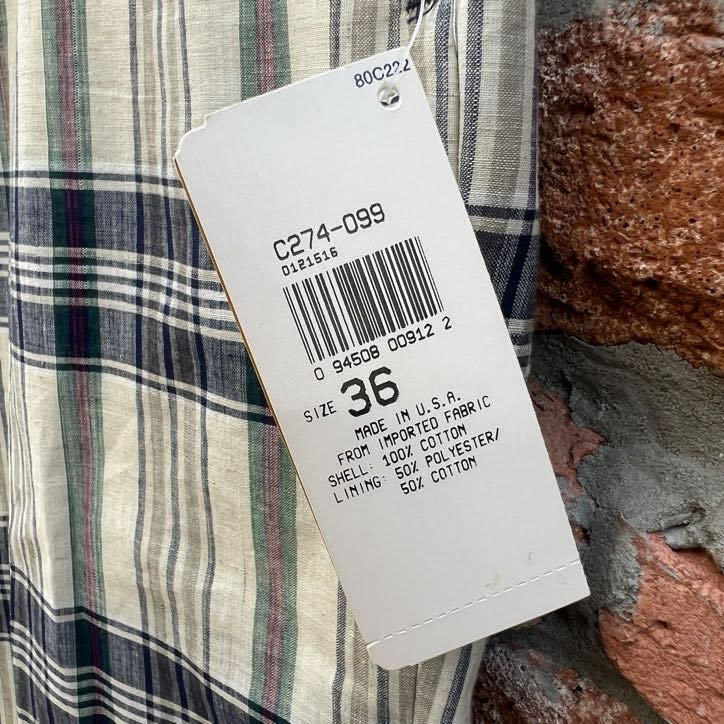 80C222
C274-099
0121516
0 94508 00912 2
SIZE 36
MADE IN U.S.A.
FROM IMPORTED FABRIC
SHELL: 100% COTTON
LINING: 50% POLYESTER/
50% COTTON